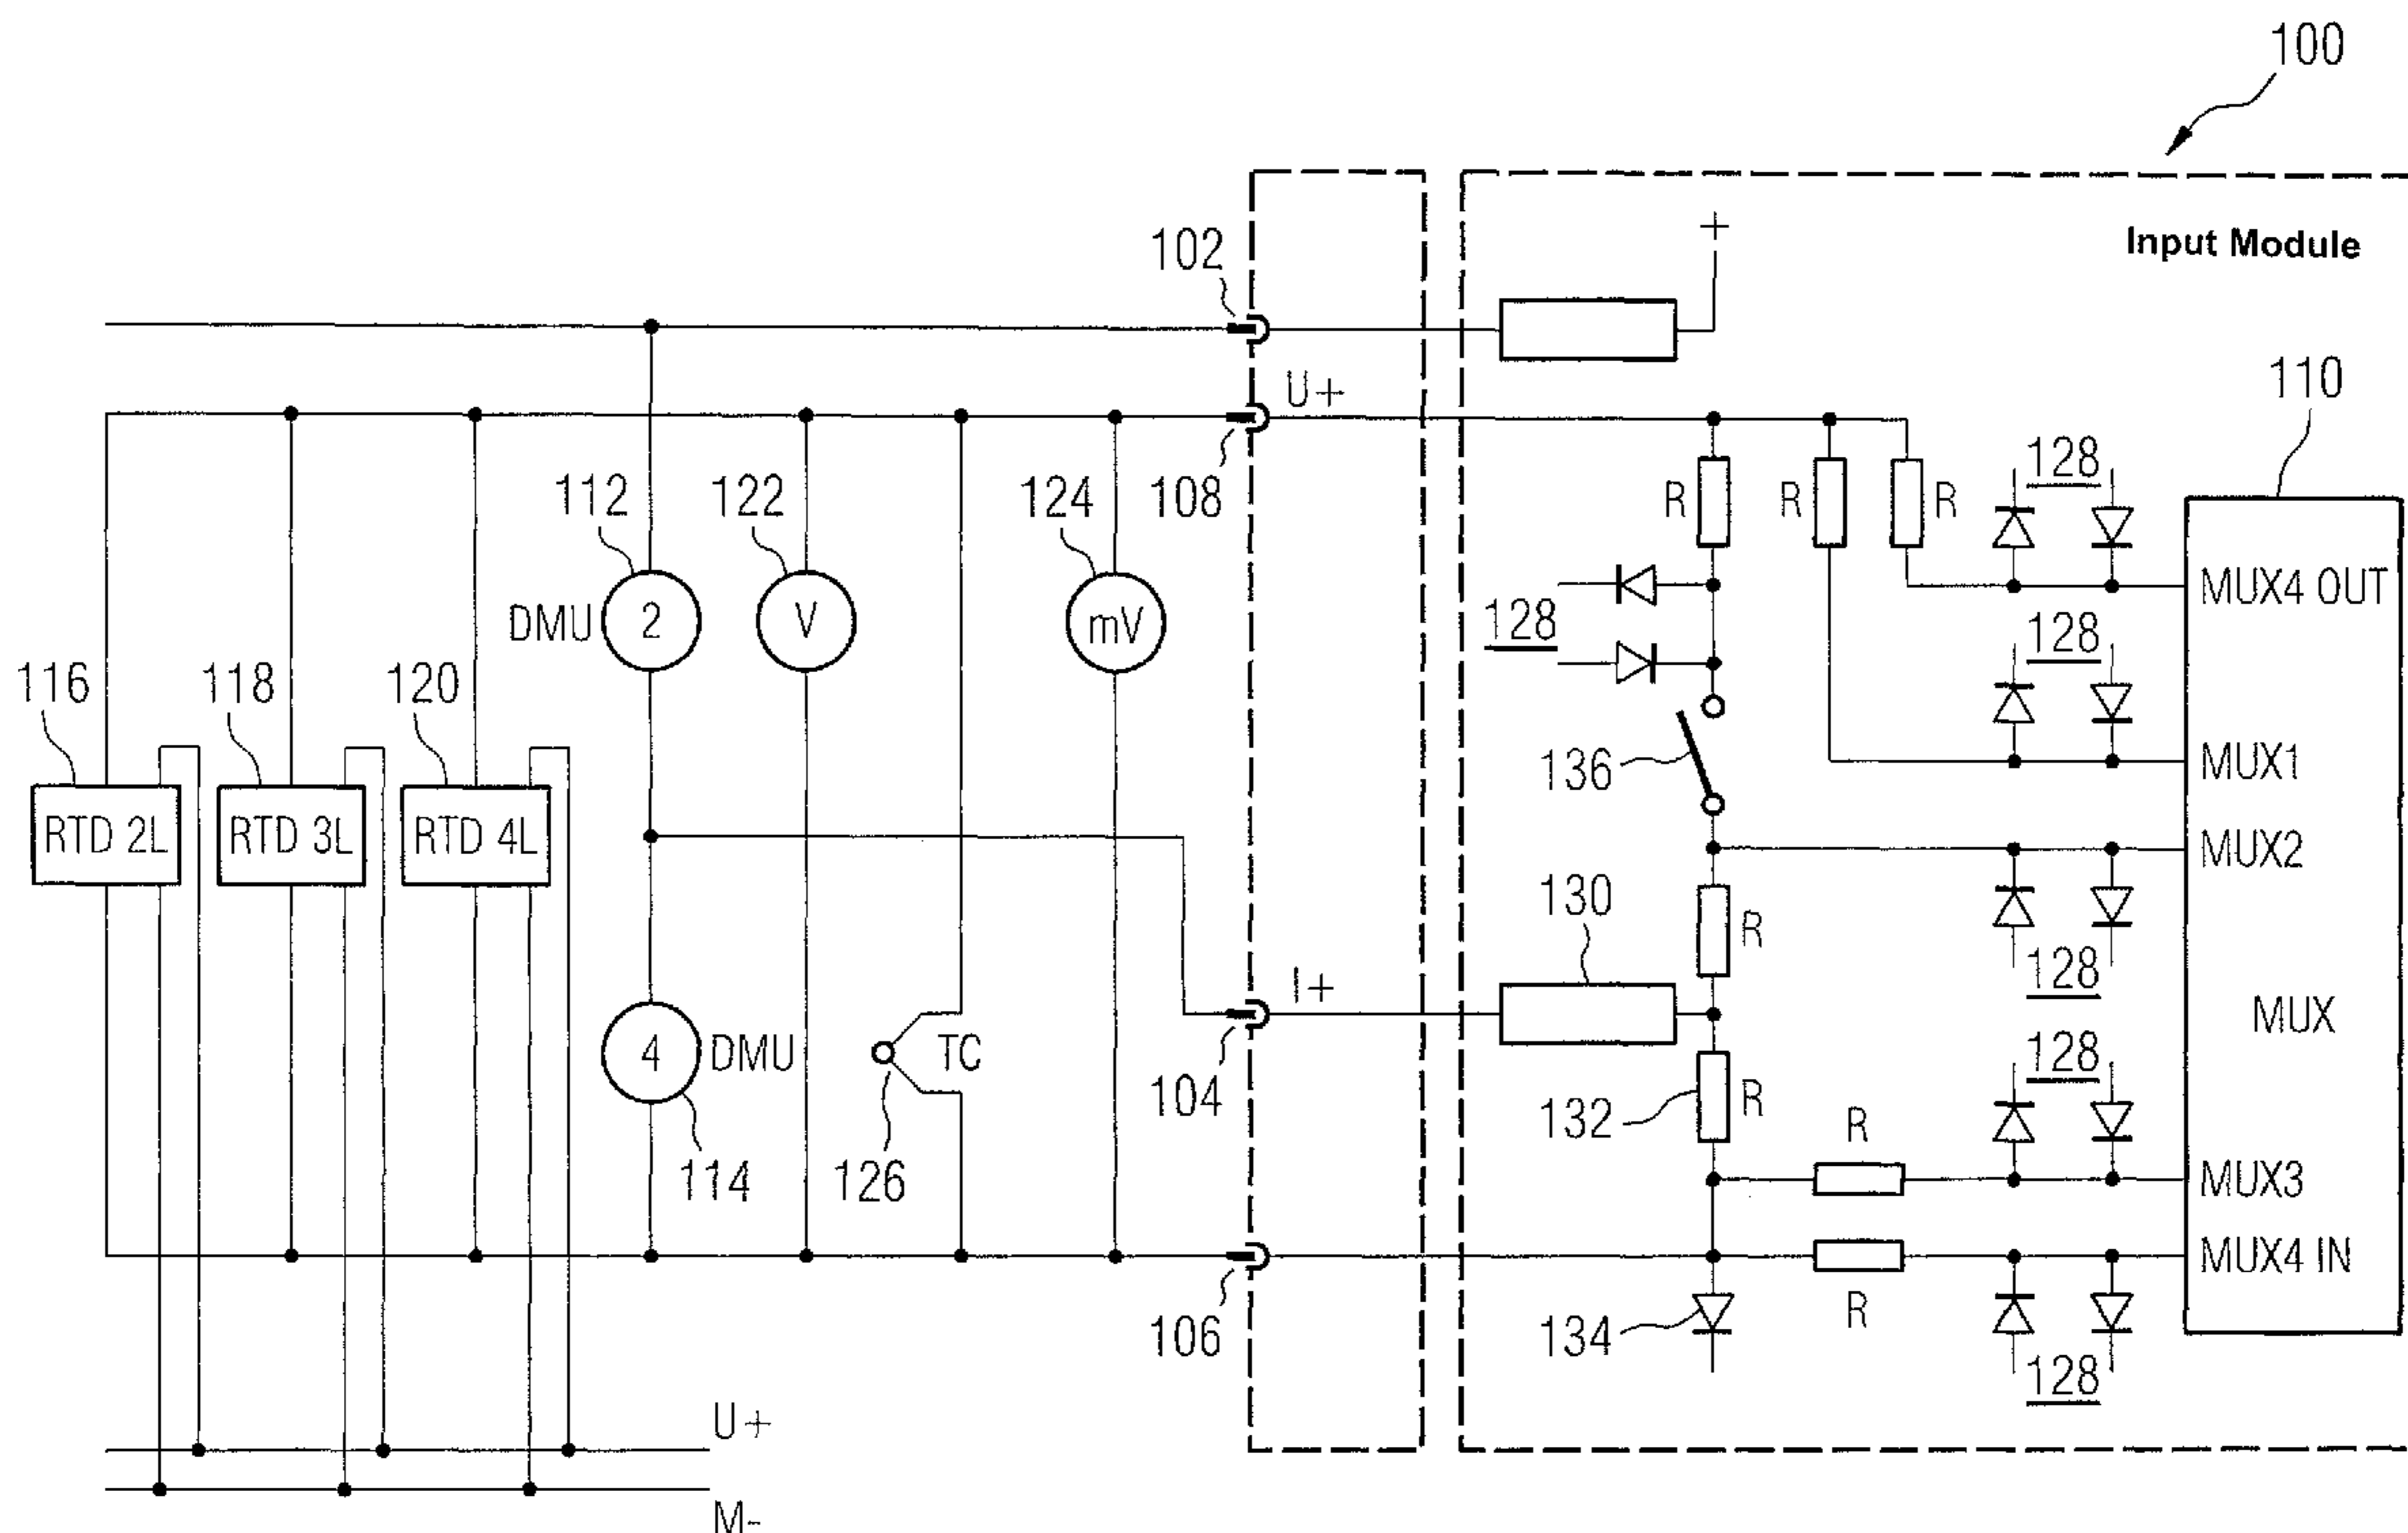 100
Input Module
102
+
U+
110
108
112
122
124
R
R
R
128
MUX4 OUT
DMU
2
V
mV
128
128
116
118
120
136
MUX1
RTD 2L
RTD 3L
RTD 4L
MUX2
130
R
128
I+
MUX
4
DMU
TC
104
132
R
128
114
126
R
MUX3
MUX4 IN
106
134
R
128
U+
M-